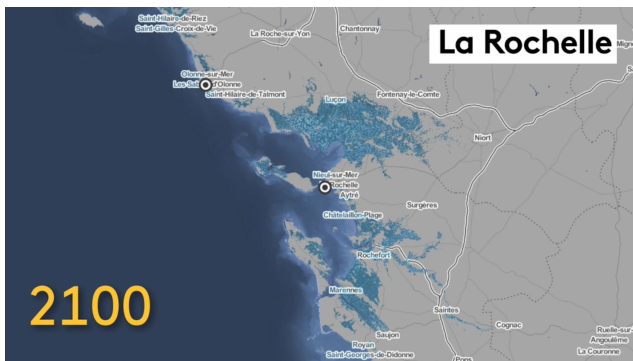 Saint-Hilaire-de-Riez
Saint-Gilles-Croix-de-Vie
La Roche-sur-Yon
Chantonnay
La Rochelle
Olonne-sur-Mer
Les Sab d'Olonne
Saint-Hilaire-de-Talmont
Luçon
Fontenay-le-Comte
Niort
Nieul-sur-Mer
Rochelle
Aytré
Surgères
Châtelaillon-Plage
Rochefort
2100
Marennes
Saintes
Cognac
Saujon
Royan
Saint-Georges-de-Didonne
Pons
Ruelle-sur-
Angoulême
La Couronne